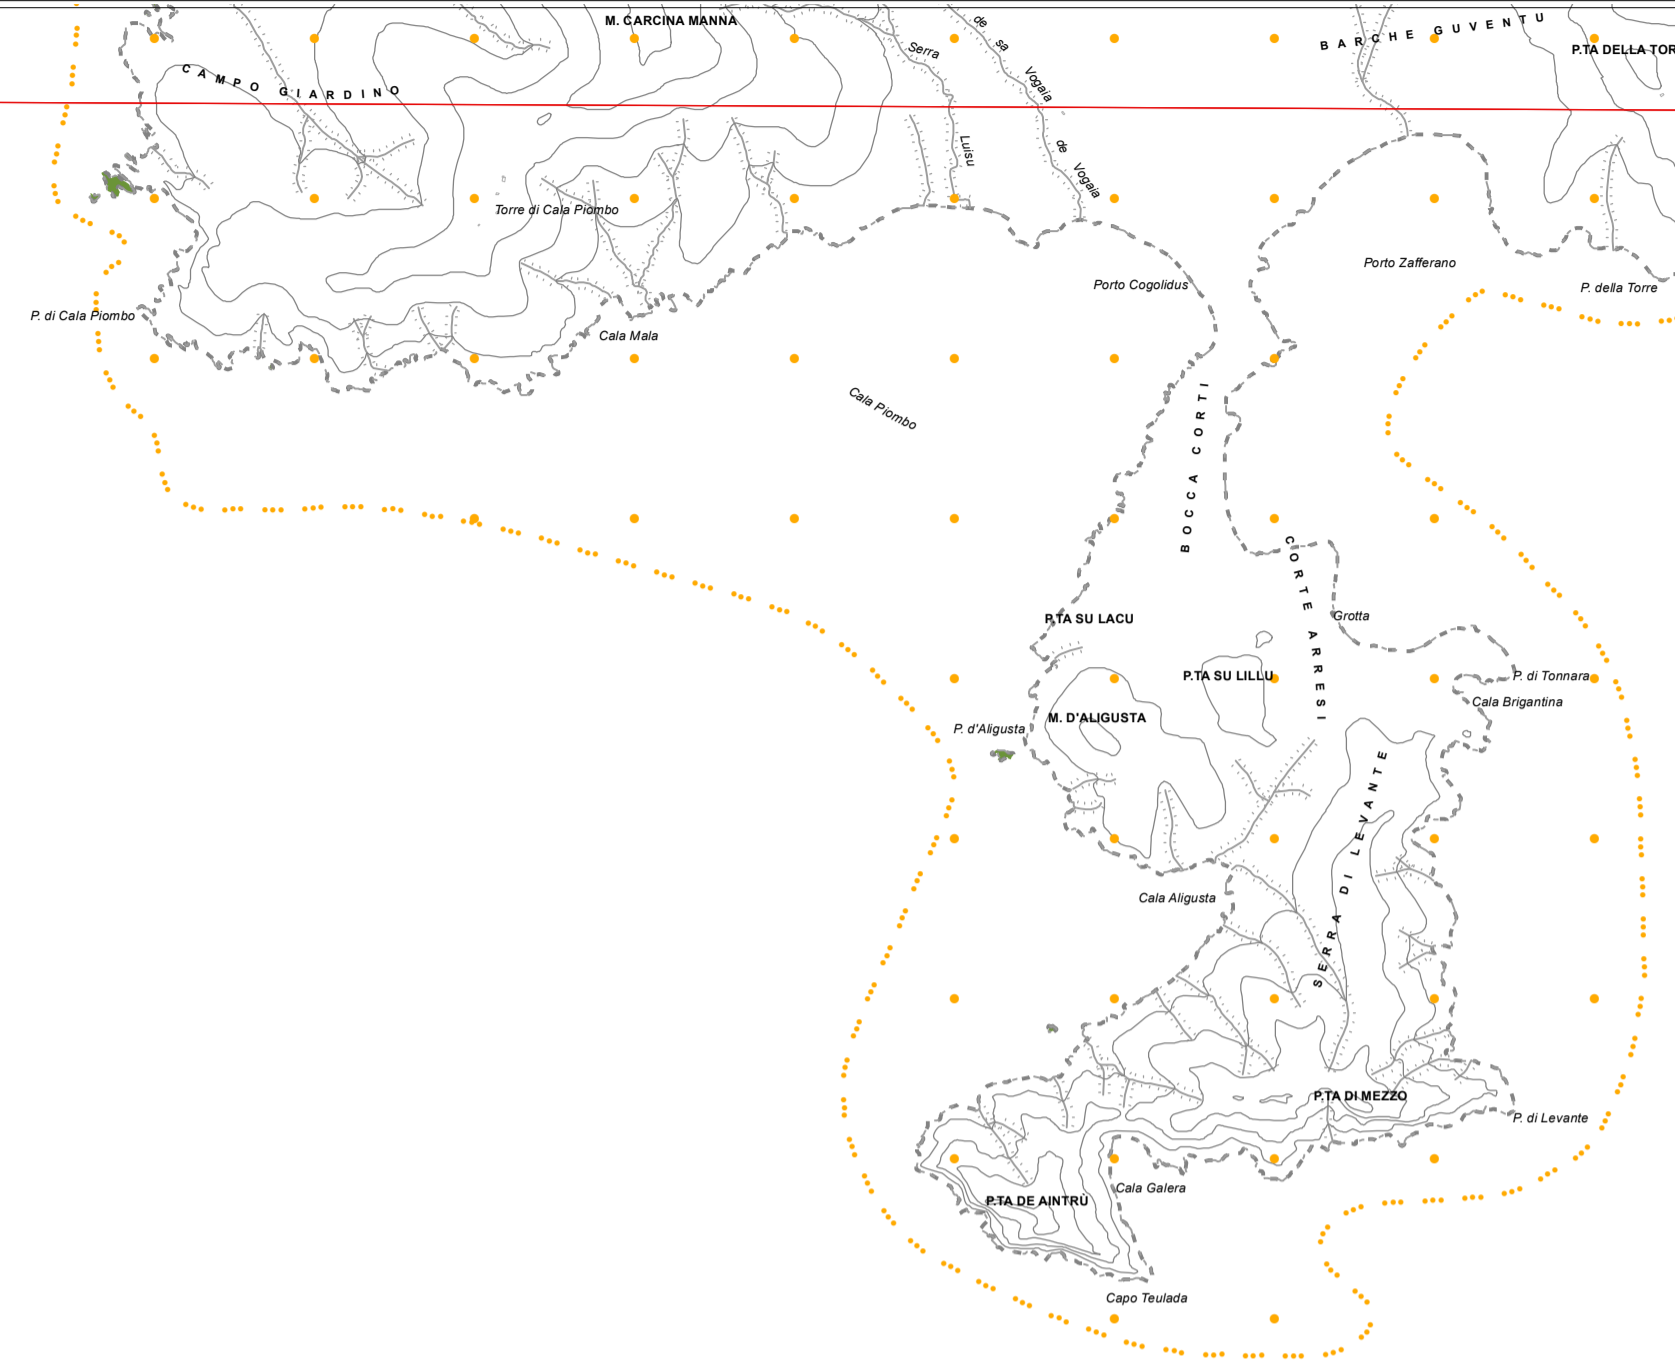 M. CARCINA MANNA
BARCHE GUVENTU
P.TA DELLA TOR
de sa Vogaia de Vogaia
Serra Luisu
CAMPO GIARDINO
Torre di Cala Piombo
Porto Cogolidus
Porto Zafferano
P. della Torre
P. di Cala Piombo
Cala Mala
Cala Piombo
BOCCA CORTI
CORTE ARRESI
P.TA SU LACU
Grotta
P.TA SU LILLU
P. di Tonnara
Cala Brigantina
M. D'ALIGUSTA
P. d'Aligusta
SERRA DI LEVANTE
Cala Aligusta
P.TA DI MEZZO
P. di Levante
Cala Galera
P.TA DE AINTRÙ
Capo Teulada